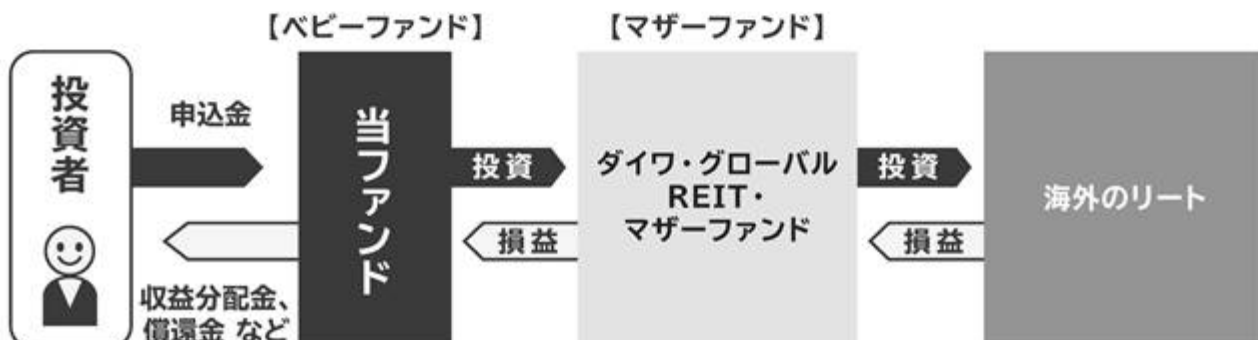 【ベビーファンド】
【マザーファンド】
投資者
申込金
収益分配金、
償還金 など
当ファンド
投資
損益
ダイワ・グローバル
REIT・
マザーファンド
投資
損益
海外のリート